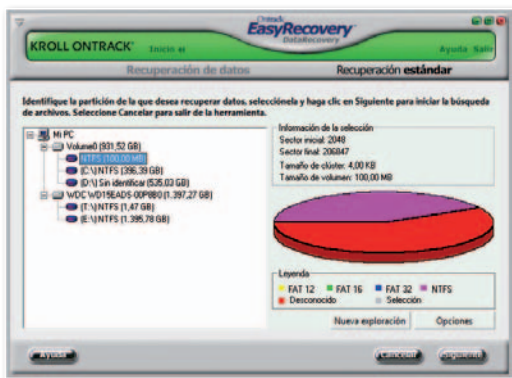 Ontrack
EasyRecovery
DataRecovery
KROLL ONTRACK
Inicio
Ayuda Salir
Recuperación de datos
Recuperación estándar
Identifique la partición de la que desea recuperar datos, selecciónela y haga clic en Siguiente para iniciar la búsqueda
de archivos. Seleccione Cancelar para salir de la herramienta.
Mi PC
Volume0 (931,52 GB)
NTFS (100,00 MB)
(C:\) NTFS (396,39 GB)
(D:\) Sin identificar (535,03 GB)
WDC WD15EADS-00P8B0 (1.397,27 GB)
(T:\) NTFS (1,47 GB)
(E:\) NTFS (1.395,78 GB)
Información de la selección
Sector inicial: 2048
Sector final: 206847
Tamaño de clúster: 4,00 KB
Tamaño de volumen: 100,00 MB
Leyenda
FAT 12 FAT 16 FAT 32 NTFS
Desconocido Selección
Nueva exploración Opciones
Ayuda Cancelar Siguiente